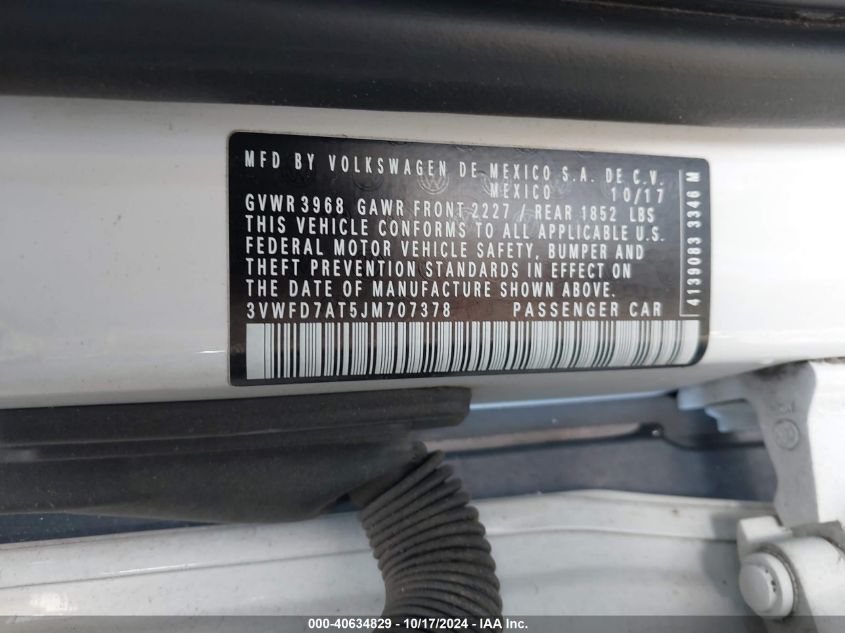 MFD BY VOLKSWAGEN DE MEXICO S.A. DE C.V.
MEXICO 10/17
GVWR 3968 GAWR FRONT 2227 / REAR 1852 LBS
THIS VEHICLE CONFORMS TO ALL APPLICABLE U.S.
FEDERAL MOTOR VEHICLE SAFETY, BUMPER AND
THEFT PREVENTION STANDARDS IN EFFECT ON
THE DATE OF MANUFACTURE SHOWN ABOVE.
3VWFD7AT5JM707378 PASSENGER CAR
4139083 3346 M
000-40634829 - 10/17/2024 - IAA Inc.